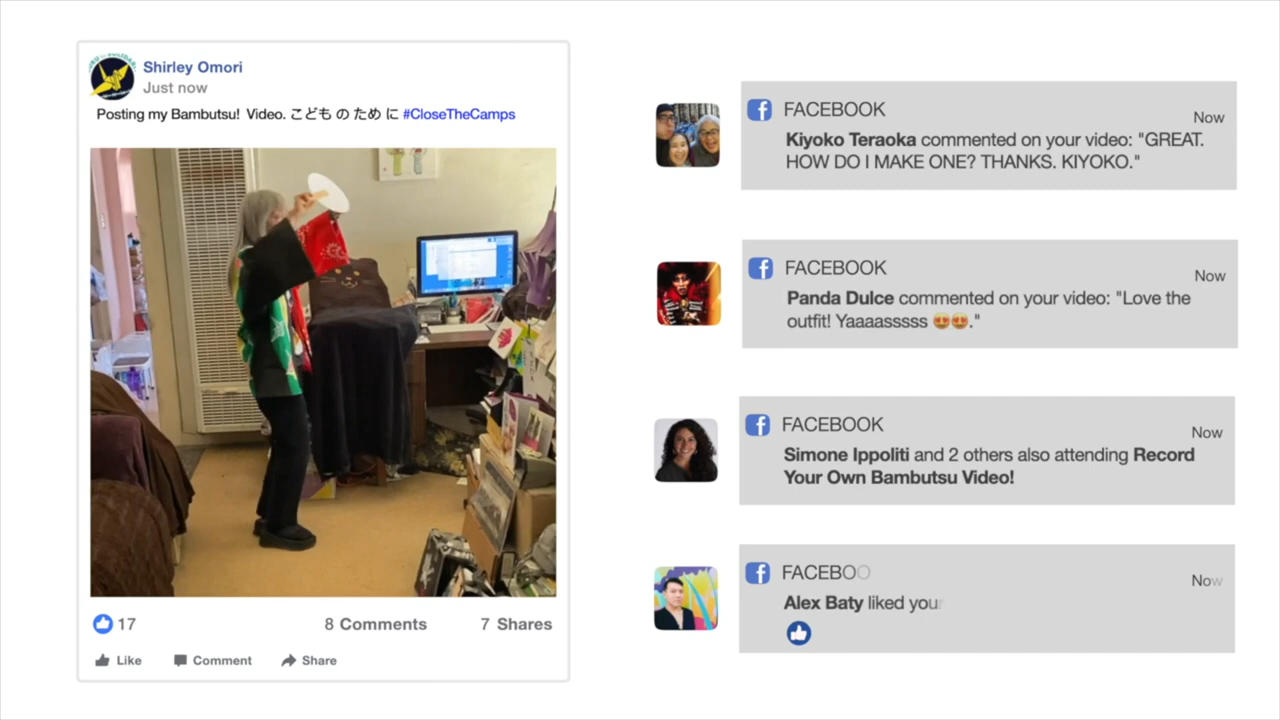 Shirley Omori
Just now
Posting my Bambutsu! Video. こども の ため に #CloseTheCamps
17
8 Comments
7 Shares
Like
Comment
Share
FACEBOOK
Now
Kiyoko Teraoka commented on your video: "GREAT.
HOW DO I MAKE ONE? THANKS. KIYOKO."
FACEBOOK
Now
Panda Dulce commented on your video: "Love the
outfit! Yaaaasssss 😍😍."
FACEBOOK
Now
Simone Ippoliti and 2 others also attending Record
Your Own Bambutsu Video!
FACEBOO
Now
Alex Baty liked your